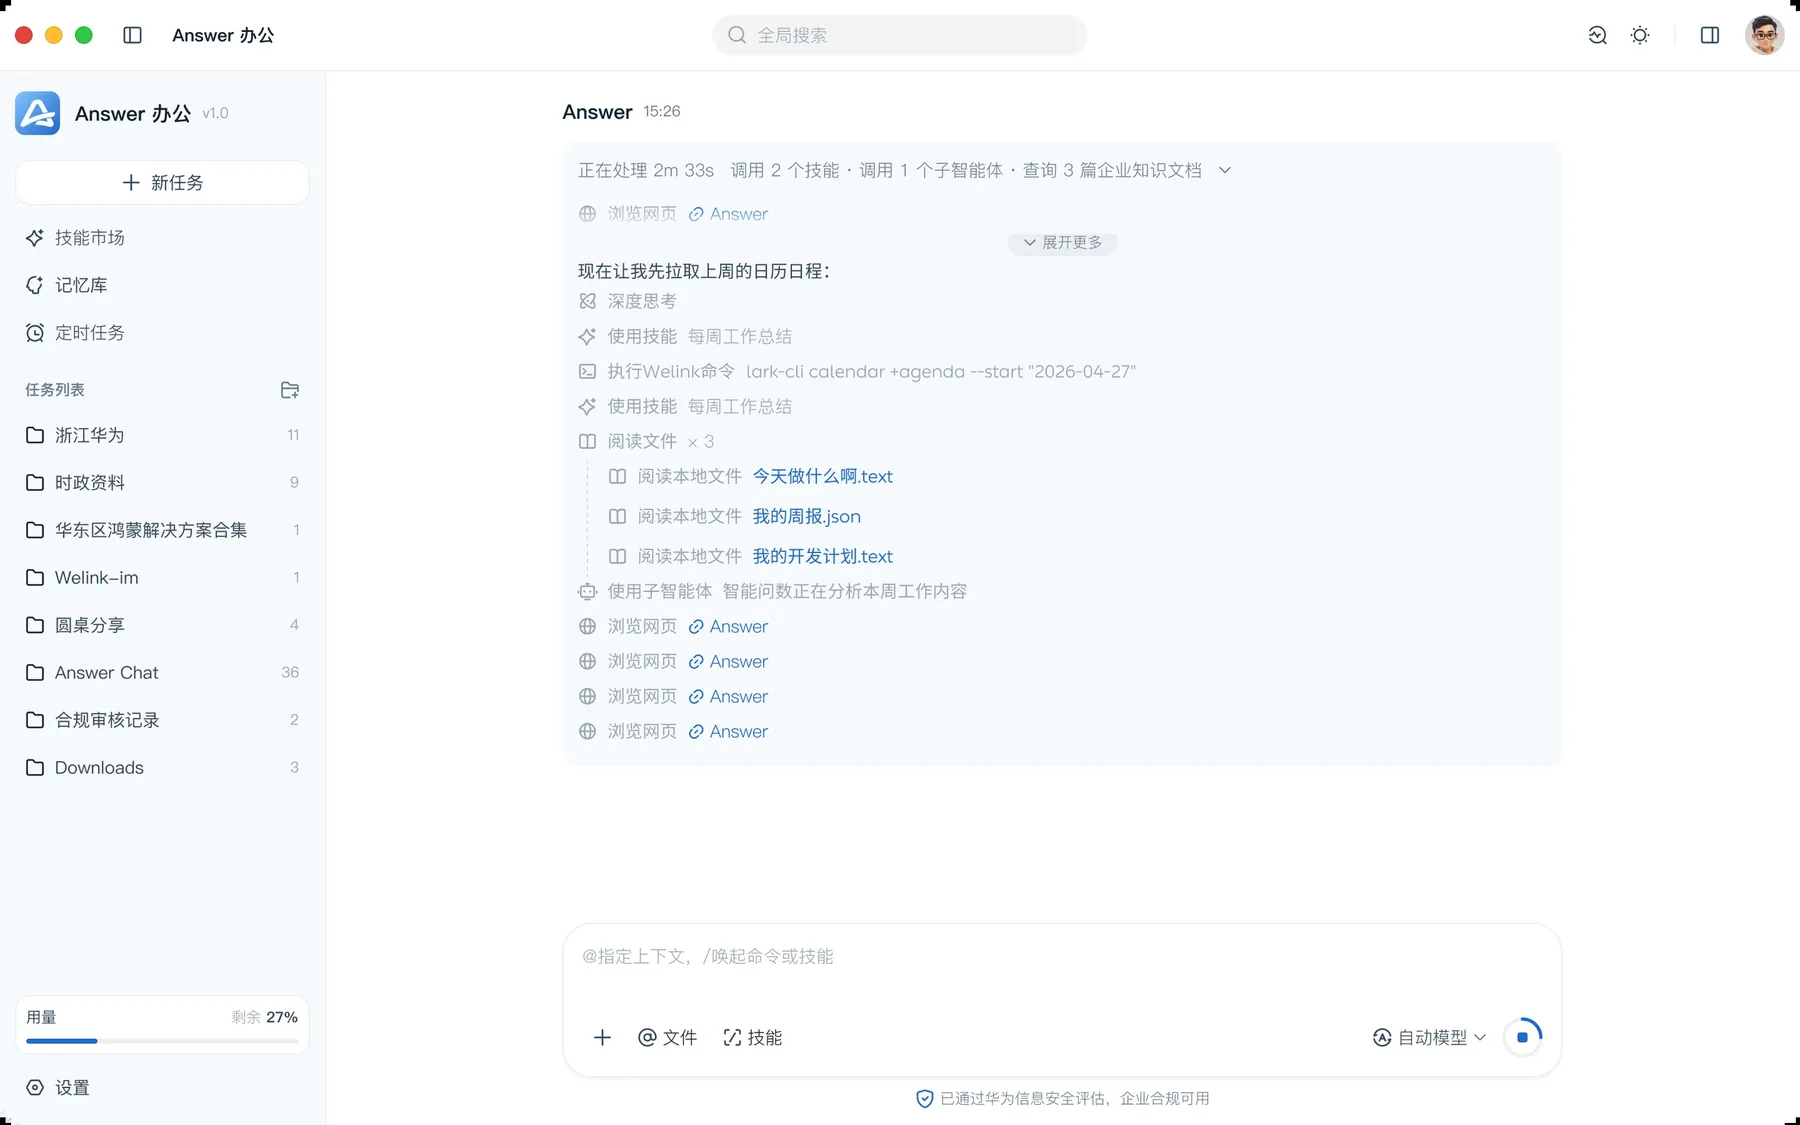 Answer 办公
全局搜索
Answer 办公 v1.0
新任务
技能市场
记忆库
定时任务
任务列表
浙江华为 11
时政资料 9
华东区鸿蒙解决方案合集 1
Welink-im 1
圆桌分享 4
Answer Chat 36
合规审核记录 2
Downloads 3
用量 剩余 27%
设置
Answer 15:26
正在处理 2m 33s 调用 2 个技能 · 调用 1 个子智能体 · 查询 3 篇企业知识文档
浏览网页 Answer
展开更多
现在让我先拉取上周的日历日程：
深度思考
使用技能 每周工作总结
执行Welink命令 lark-cli calendar +agenda --start "2026-04-27"
使用技能 每周工作总结
阅读文件 × 3
阅读本地文件 今天做什么啊.text
阅读本地文件 我的周报.json
阅读本地文件 我的开发计划.text
使用子智能体 智能问数正在分析本周工作内容
浏览网页 Answer
浏览网页 Answer
浏览网页 Answer
浏览网页 Answer
@指定上下文，/唤起命令或技能
文件 技能 自动模型
已通过华为信息安全评估，企业合规可用